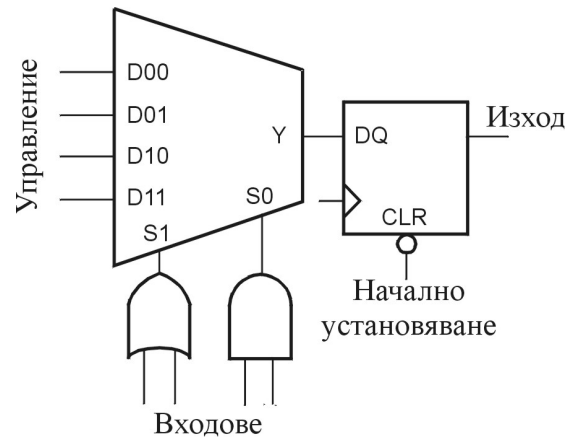 Управление
D00
D01
D10
D11
S1
S0
Y
DQ
CLR
Изход
Начално
установяване
Входове